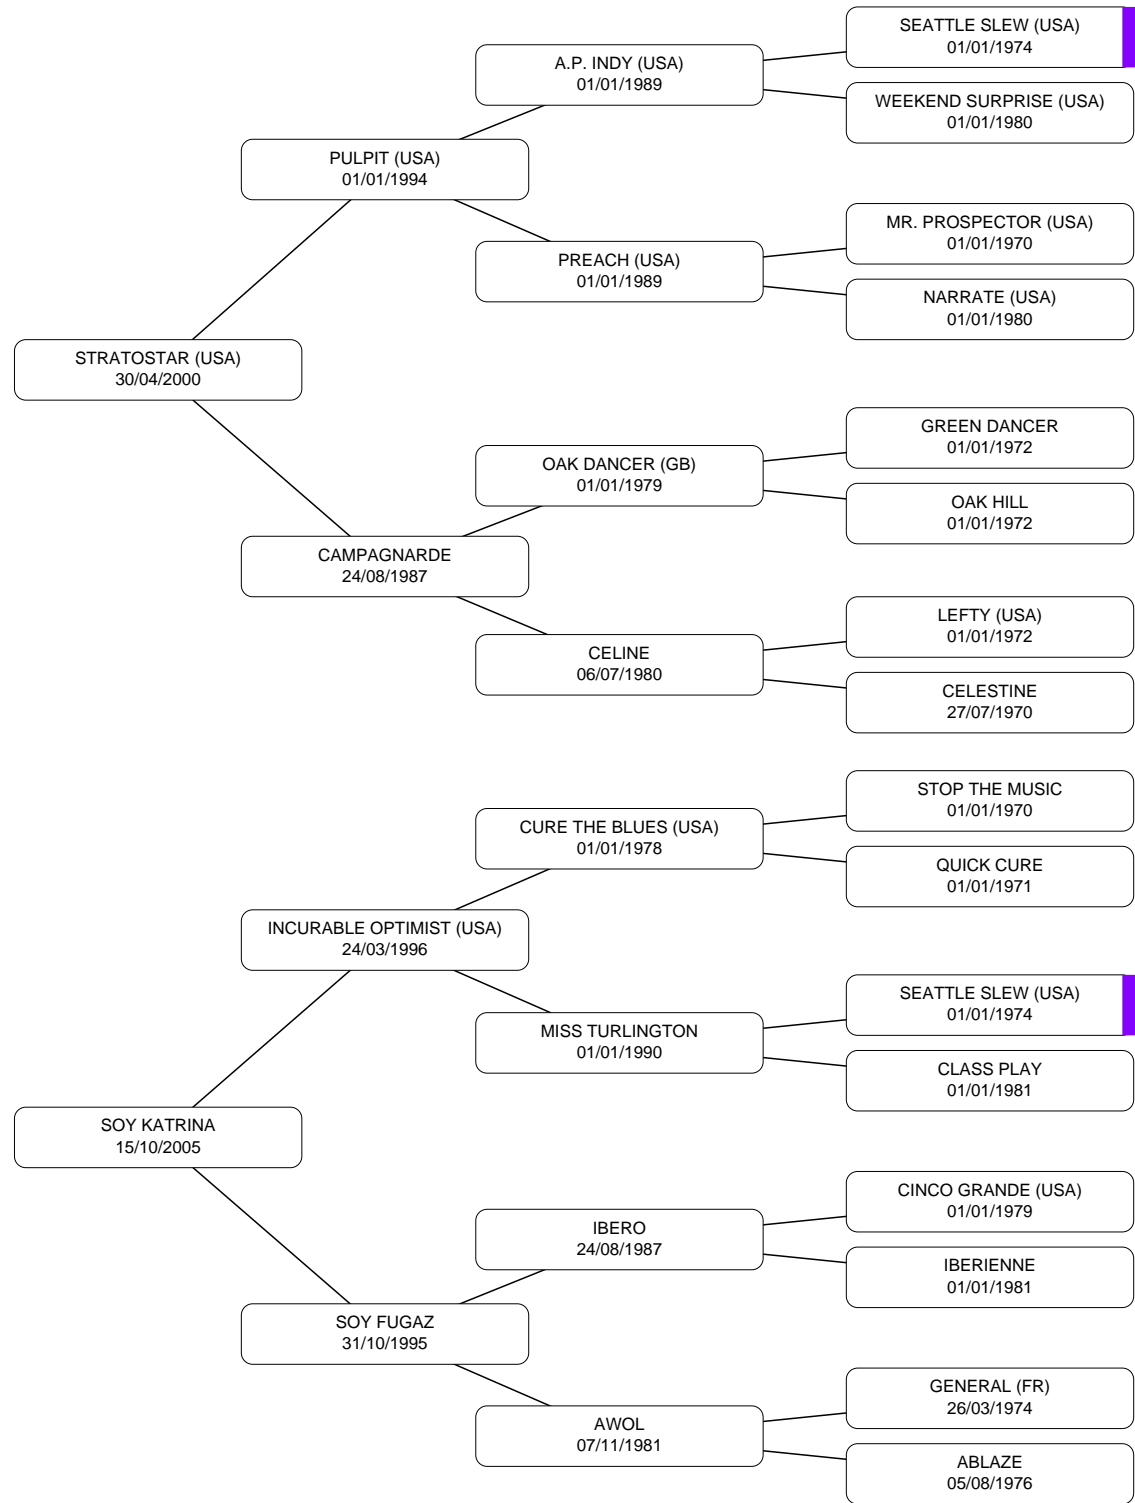 SEATTLE SLEW (USA)
01/01/1974
A.P. INDY (USA)
01/01/1989
WEEKEND SURPRISE (USA)
01/01/1980
PULPIT (USA)
01/01/1994
MR. PROSPECTOR (USA)
01/01/1970
PREACH (USA)
01/01/1989
NARRATE (USA)
01/01/1980
STRATOSTAR (USA)
30/04/2000
GREEN DANCER
01/01/1972
OAK DANCER (GB)
01/01/1979
OAK HILL
01/01/1972
CAMPAGNARDE
24/08/1987
LEFTY (USA)
01/01/1972
CELINE
06/07/1980
CELESTINE
27/07/1970
STOP THE MUSIC
01/01/1970
CURE THE BLUES (USA)
01/01/1978
QUICK CURE
01/01/1971
INCURABLE OPTIMIST (USA)
24/03/1996
SEATTLE SLEW (USA)
01/01/1974
MISS TURLINGTON
01/01/1990
CLASS PLAY
01/01/1981
SOY KATRINA
15/10/2005
CINCO GRANDE (USA)
01/01/1979
IBERO
24/08/1987
IBERIENNE
01/01/1981
SOY FUGAZ
31/10/1995
GENERAL (FR)
26/03/1974
AWOL
07/11/1981
ABLAZE
05/08/1976